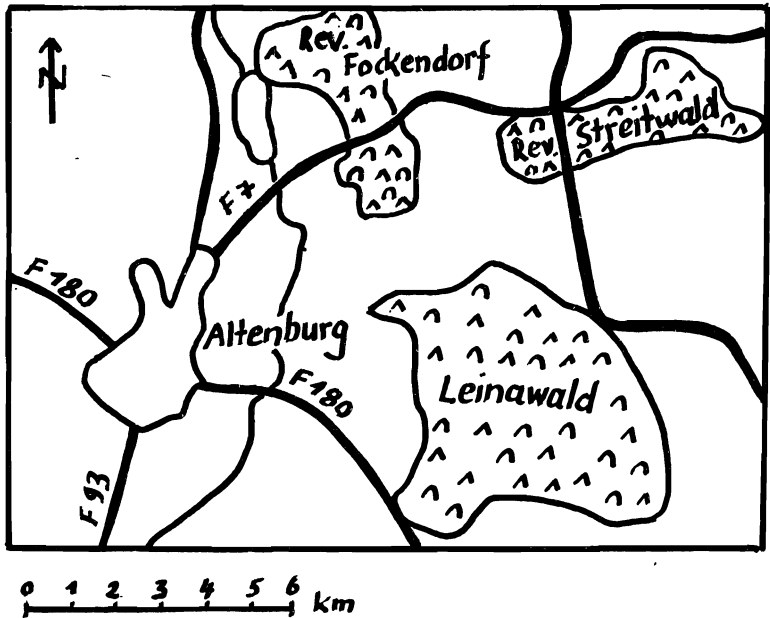 N
Rev.
Fockendorf
Rev.
Streitwald
F 7
F 180
Altenburg
F 180
Leinawald
F 93
0 1 2 3 4 5 6 km